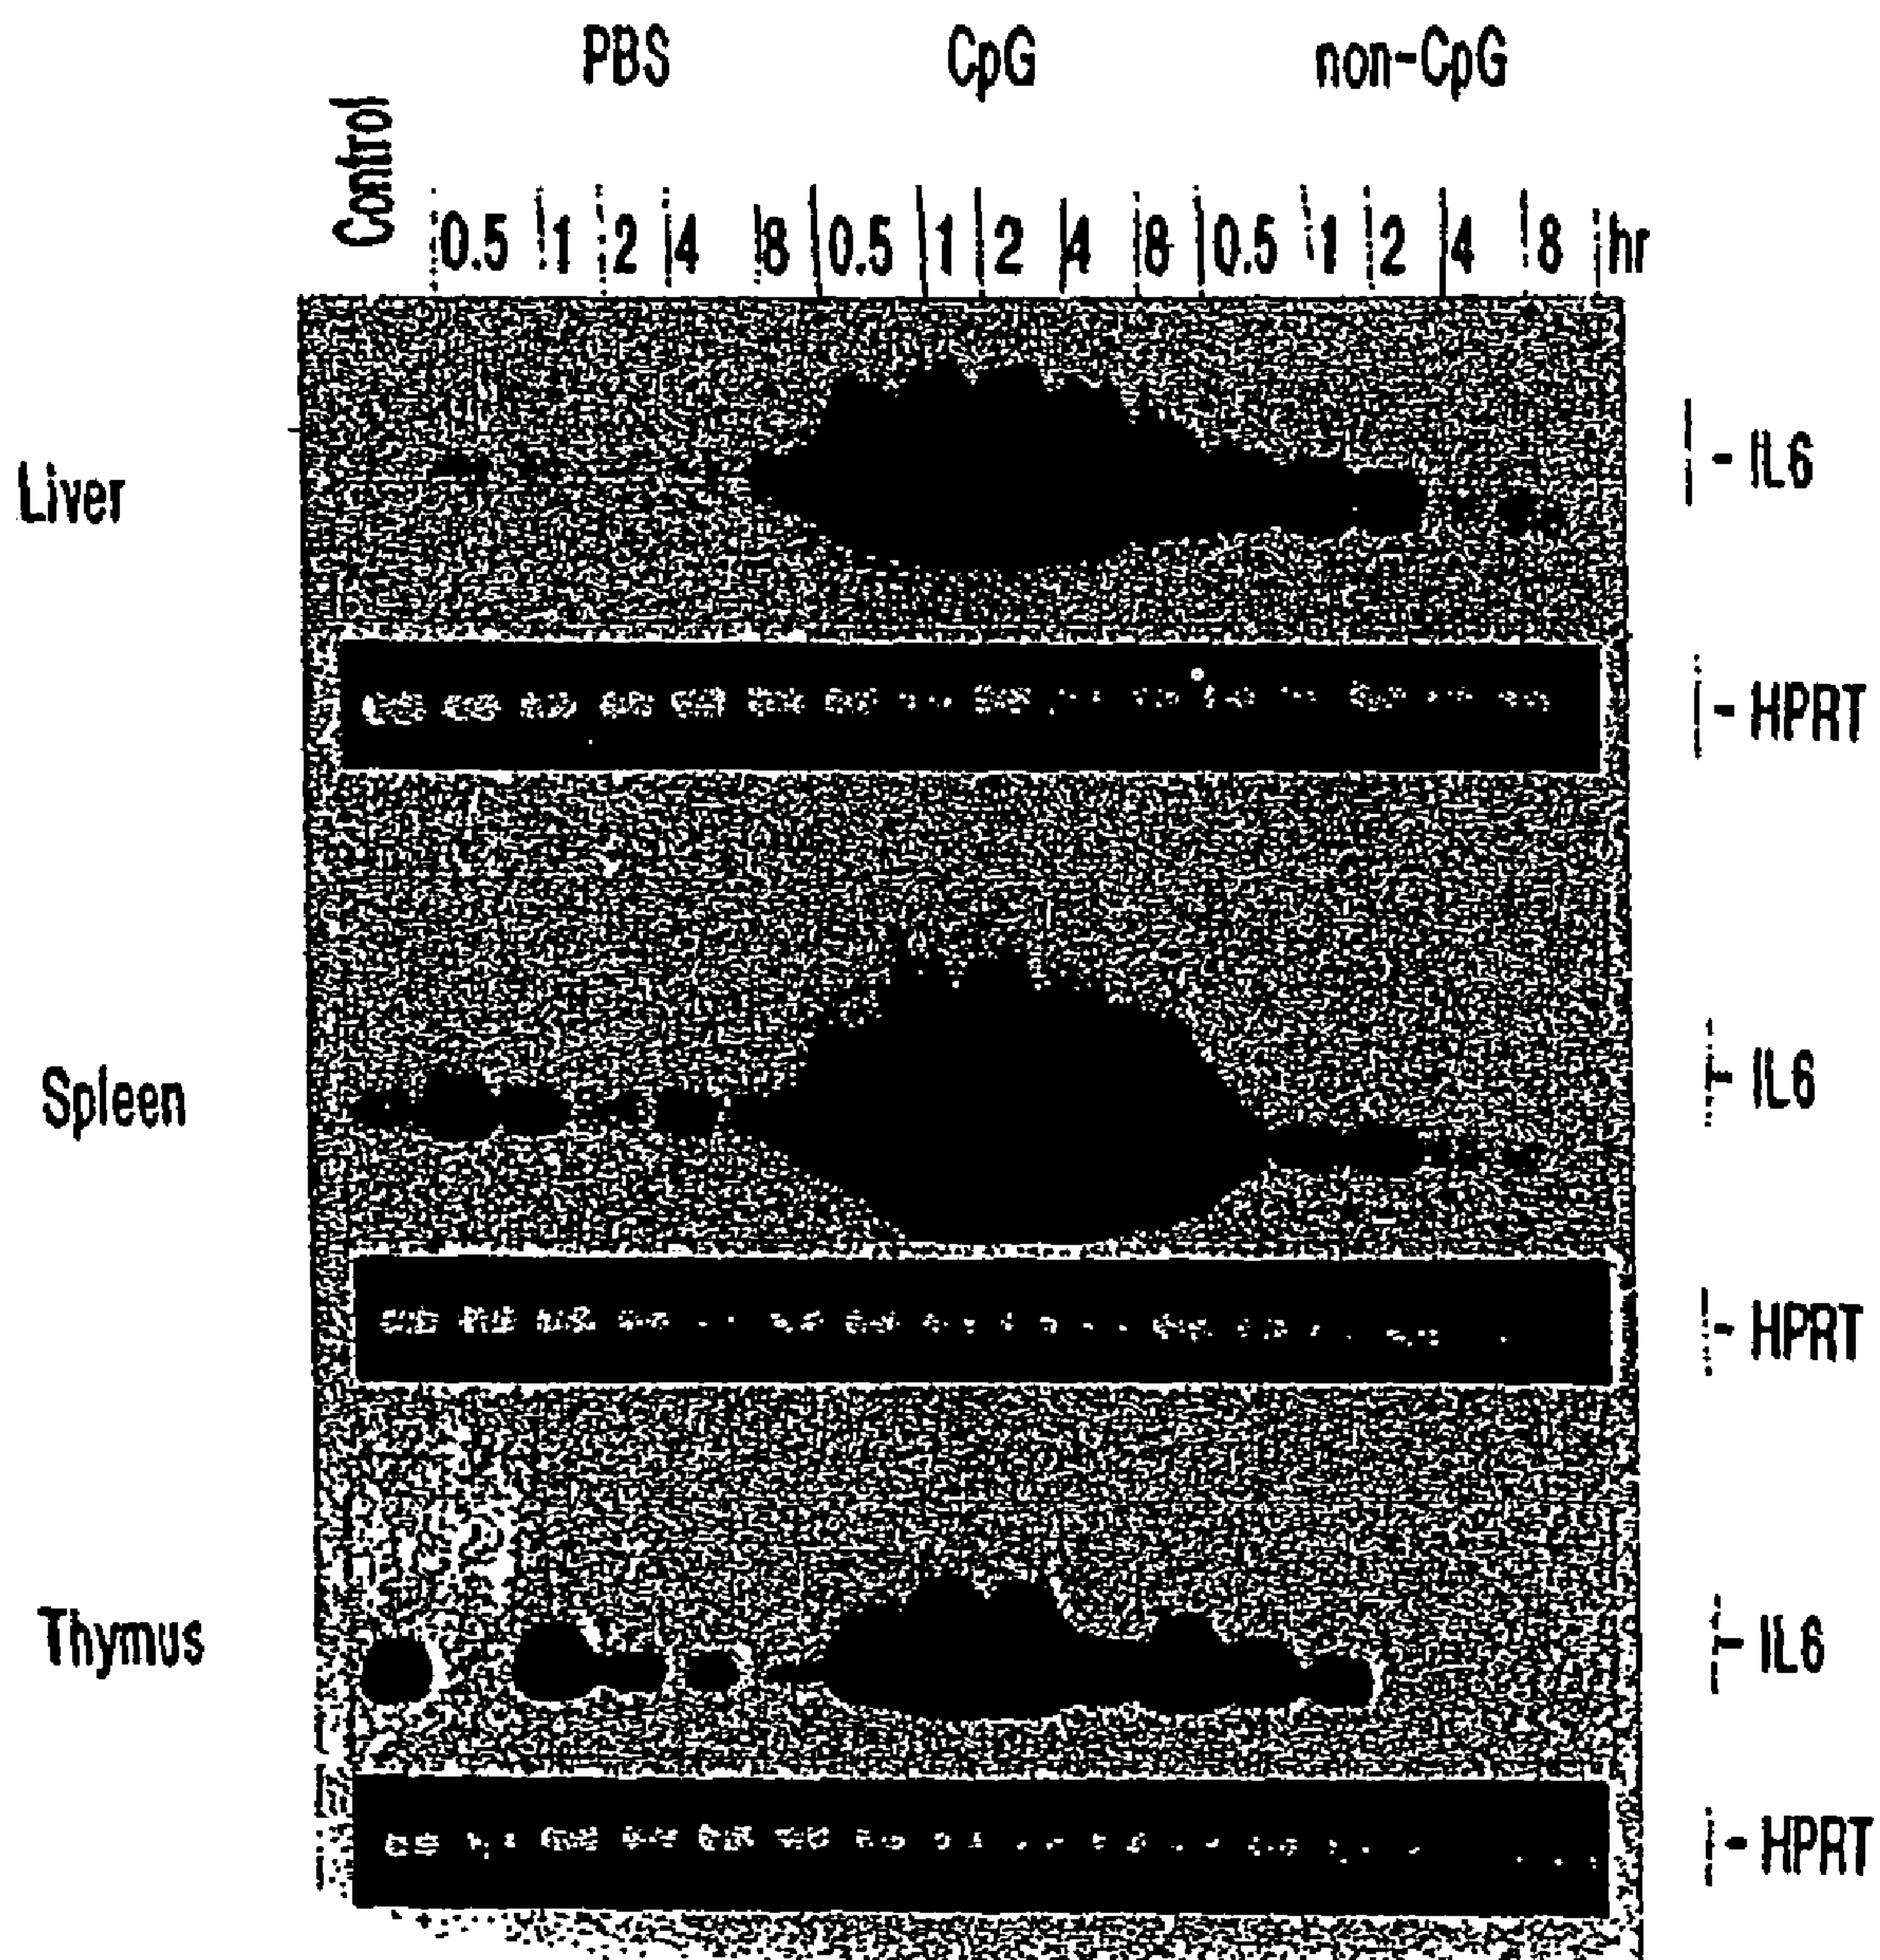 PBS CpG non-CpG
Control
0.5 1 2 4 8 0.5 1 2 4 8 0.5 1 2 4 8 hr
Liver
- IL6
- HPRT
Spleen
- IL6
- HPRT
Thymus
- IL6
- HPRT